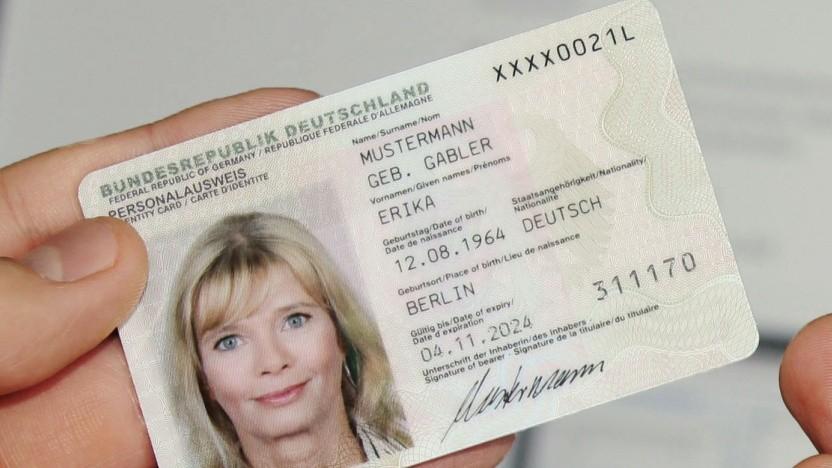 XXXX0021L
BUNDESREPUBLIK DEUTSCHLAND
FEDERAL REPUBLIC OF GERMANY / REPUBLIQUE FEDERALE D'ALLEMAGNE
PERSONALAUSWEIS
IDENTITY CARD / CARTE D'IDENTITE
Name/Surname/Nom
MUSTERMANN
GEB. GABLER
Vornamen/Given names/Prénoms
ERIKA
Geburtstag/Date of birth/
Date de naissance
12.08.1964
Staatsangehörigkeit/Nationality/
Nationalité
DEUTSCH
Geburtsort/Place of birth/Lieu de naissance
BERLIN
Gültig bis/Date of expiry/
Date d'expiration
04.11.2024
311170
Unterschrift der Inhaberin/des Inhabers
Signature of bearer · Signature de la titulaire/du titulaire
Mustermann